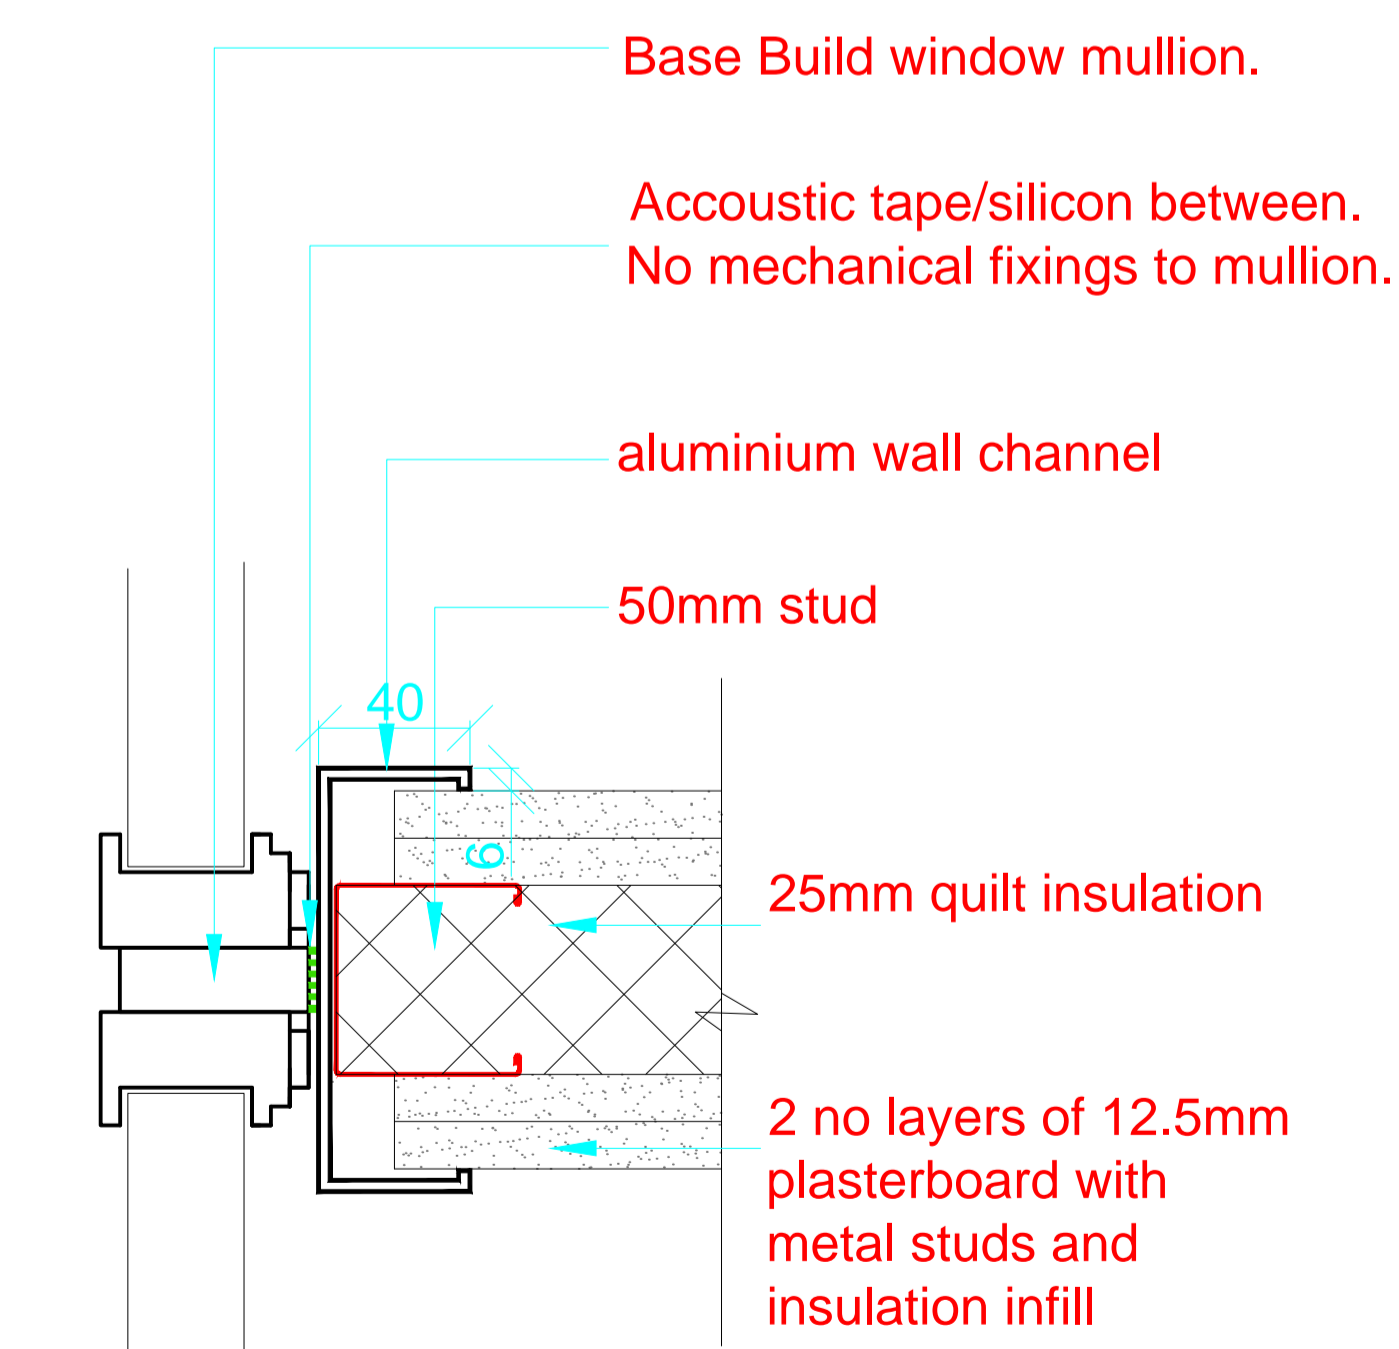 Base Build window mullion.
Accoustic tape/silicon between.
No mechanical fixings to mullion.
aluminium wall channel
50mm stud
40
6
25mm quilt insulation
2 no layers of 12.5mm
plasterboard with
metal studs and
insulation infill